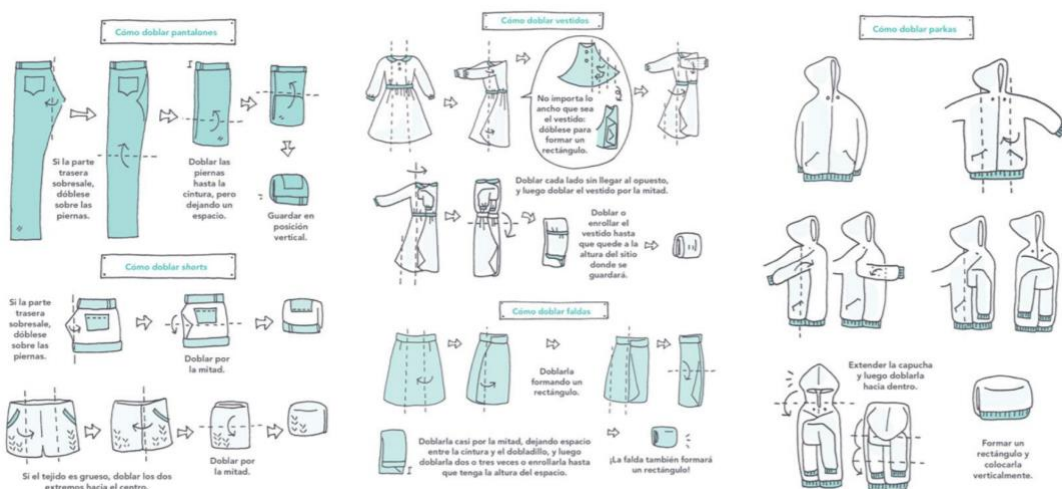 Cómo doblar pantalones
Si la parte
trasera
sobresale,
dóblese
sobre las
piernas.
Doblar las
piernas
hasta la
cintura, pero
dejando un
espacio.
Guardar en
posición
vertical.
Cómo doblar shorts
Si la parte
trasera
sobresale,
dóblese
sobre las
piernas.
Doblar por
la mitad.
Doblar por
la mitad.
Si el tejido es grueso, doblar los dos
extremos hacia el centro.
Cómo doblar vestidos
No importa lo
ancho que sea
el vestido:
dóblese para
formar un
rectángulo.
Doblar cada lado sin llegar al opuesto,
y luego doblar el vestido por la mitad.
Doblar o
enrollar el
vestido hasta
que quede a la
altura del sitio
donde se
guardará.
Cómo doblar faldas
Doblarla
formando un
rectángulo.
Doblarla casi por la mitad, dejando espacio
entre la cintura y el dobladillo, y luego
doblarla dos o tres veces o enrollarla hasta
que tenga la altura del espacio.
¡La falda también formará
un rectángulo!
Cómo doblar parkas
Extender la capucha
y luego doblarla
hacia dentro.
Formar un
rectángulo y
colocarla
verticalmente.